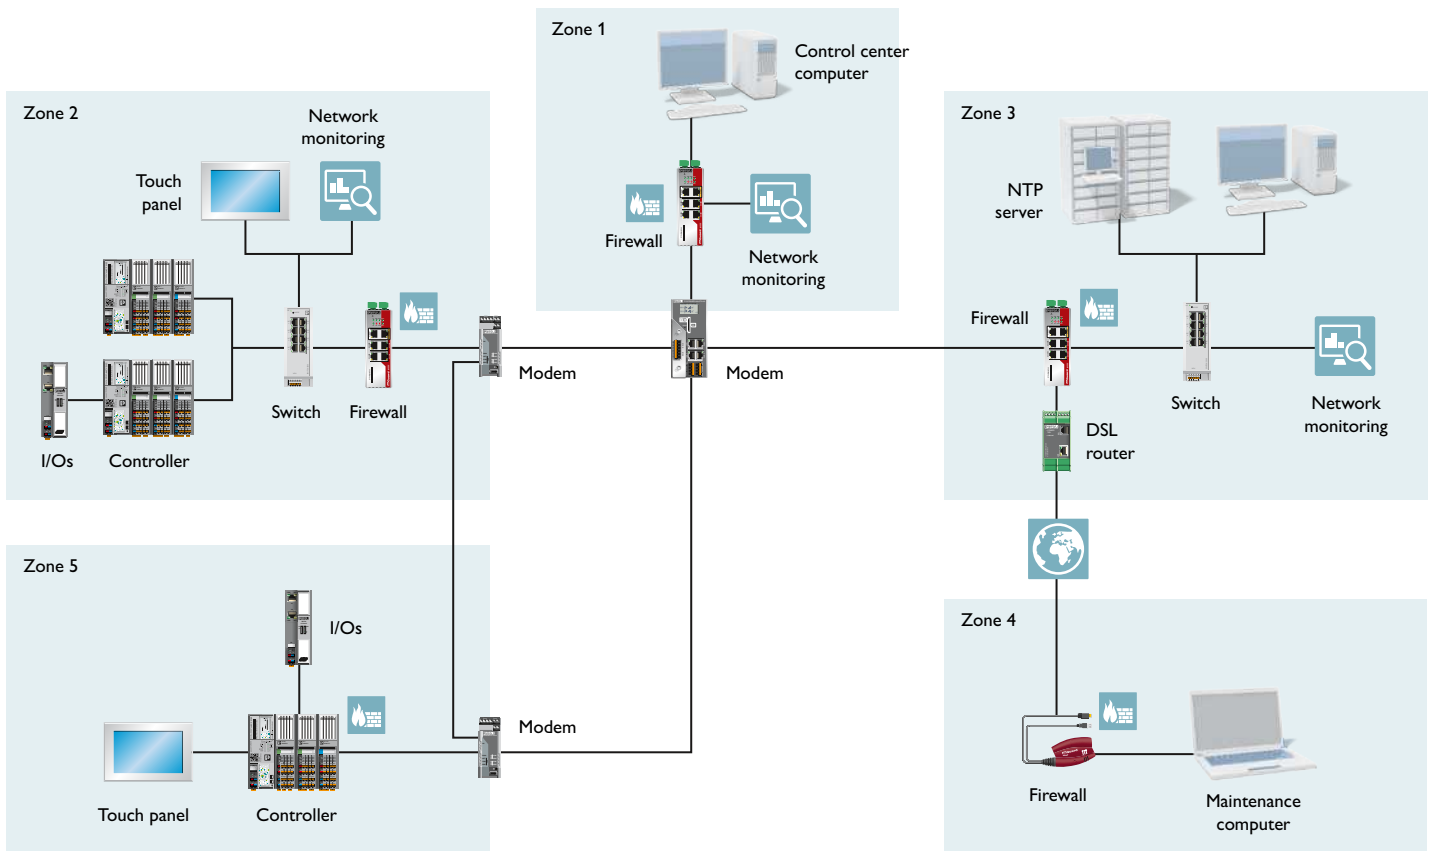 Zone 1
Control center
computer
Zone 2
Network
monitoring
Touch
panel
Firewall
Network
monitoring
Zone 3
NTP
server
Firewall
Modem
Modem
Switch
Firewall
I/Os
Controller
Switch
Network
monitoring
DSL
router
Zone 5
I/Os
Modem
Touch panel
Controller
Zone 4
Firewall
Maintenance
computer